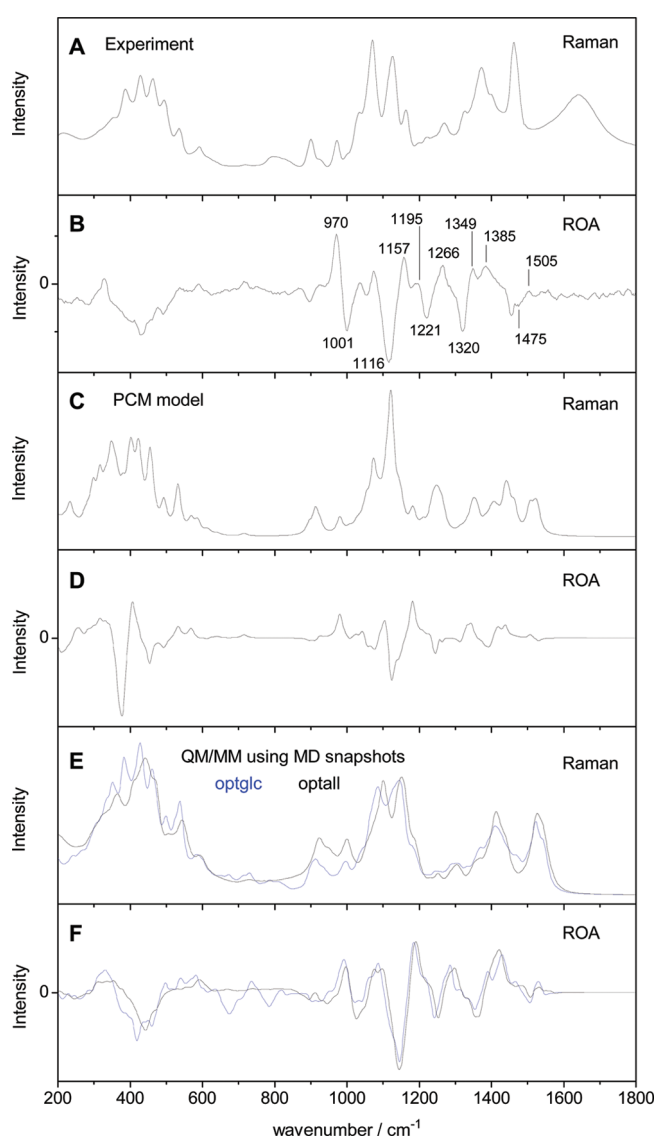 A Experiment Raman
Intensity
B ROA
970 1157 1195 1266 1349 1385 1505
0
1001 1116 1221 1320 1475
Intensity
C PCM model Raman
Intensity
D ROA
0
Intensity
E QM/MM using MD snapshots Raman
optglc optall
Intensity
F ROA
0
Intensity
200 400 600 800 1000 1200 1400 1600 1800
wavenumber / cm-1